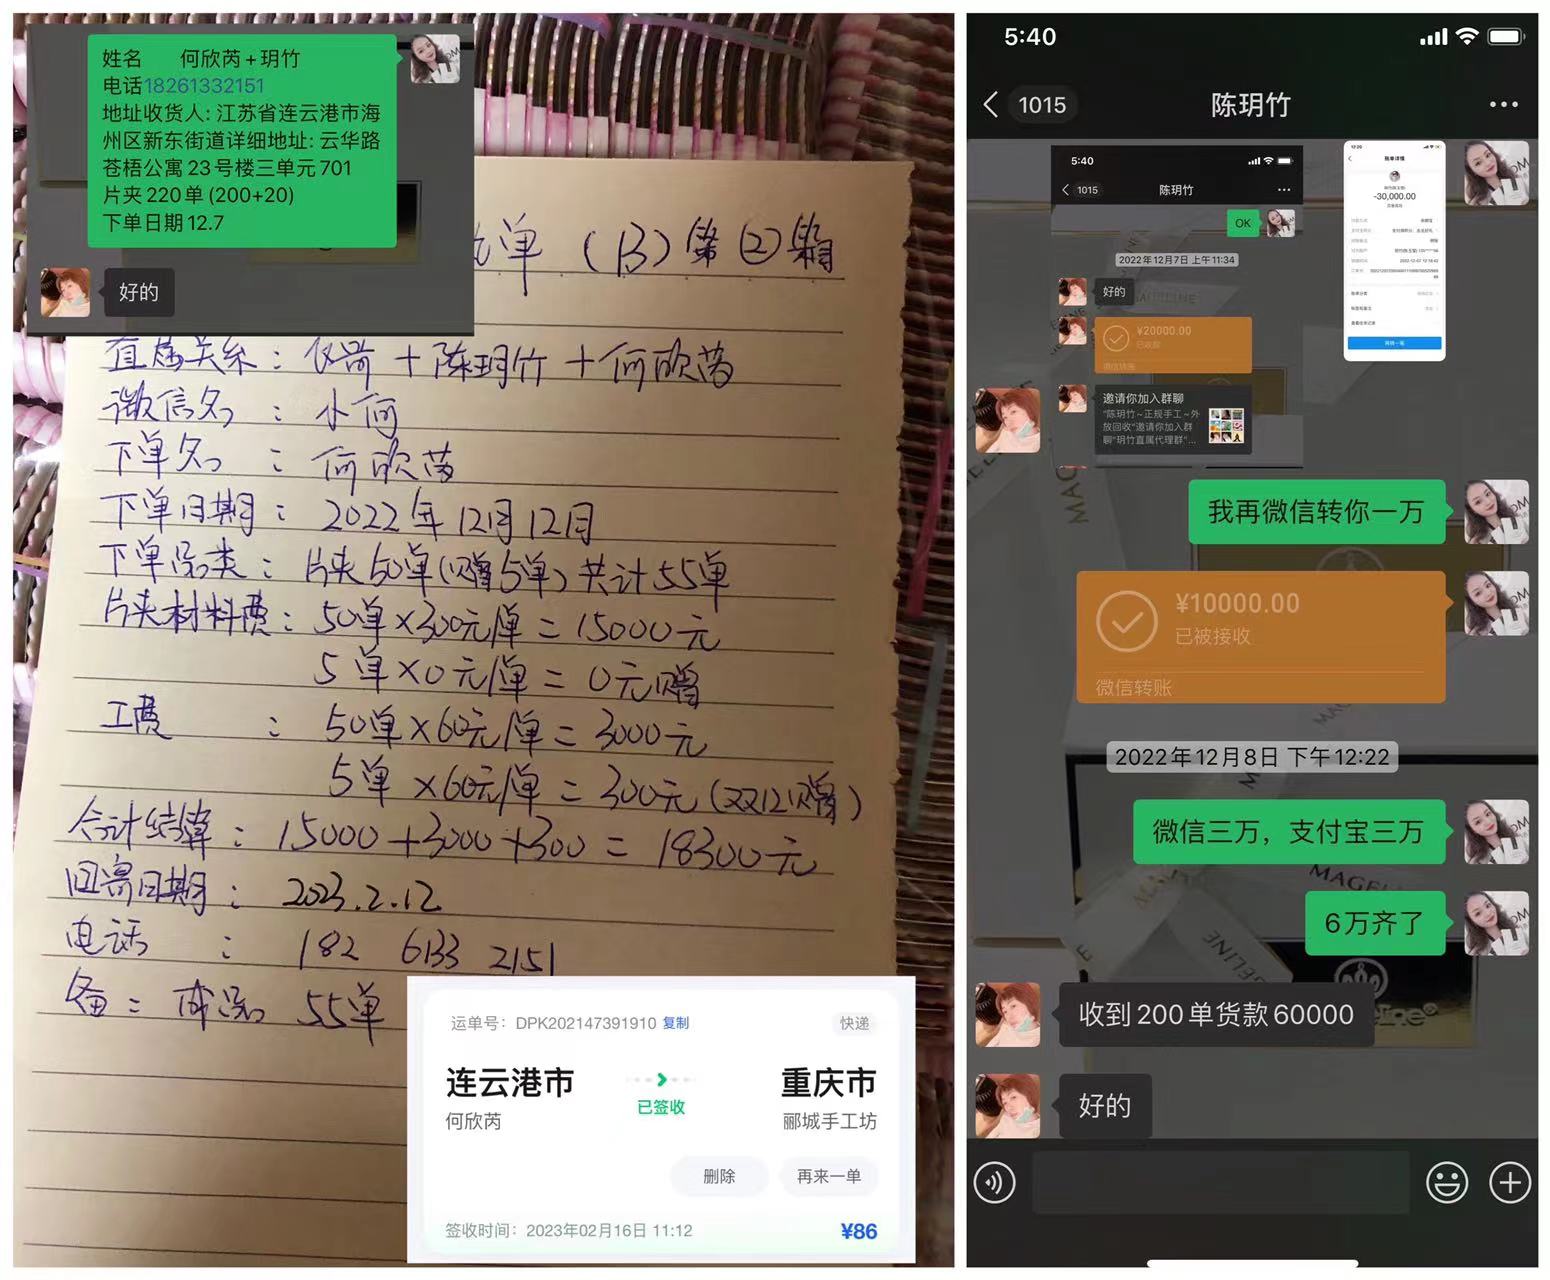 姓名 何欣芮+玥竹
电话18261332151
地址收货人: 江苏省连云港市海
州区新东街道详细地址: 云华路
苍梧公寓23号楼三单元701
片夹220单 (200+20)
下单日期12.7
好的
单 (B) 第②箱
直属关系: 以岗+陈玥竹+何欣芮
微信名: 小何
下单名: 何欣芮
下单日期: 2022年12月12日
下单品类: 片夹50单(赠5单)共计55单
片夹材料费: 50单×300元/单=15000元
5单×0元/单=0元赠
工费: 50单×60元/单=3000元
5单×60元/单=300元(双12赠)
合计结算: 15000+3000+300=18300元
回寄日期: 2023.2.12
电话: 182 6133 2151
备: 成品 55单
运单号: DPK202147391910 复制
快递
连云港市
重庆市
已签收
何欣芮
郦城手工坊
删除
再来一单
签收时间: 2023年02月16日 11:12
¥86
5:40
1015
陈玥竹
5:40
1015
陈玥竹
OK
2022年12月7日 上午11:34
好的
¥20000.00
已收款
微信转账
邀请你加入群聊
"陈玥竹~正规手工~外
放回收"邀请你加入群
聊"玥竹直属代理群"...
账单详情
-30,000.00
我再微信转你一万
¥10000.00
已被接收
微信转账
2022年12月8日 下午12:22
微信三万，支付宝三万
6万齐了
收到200单货款60000
好的
MAGELINE